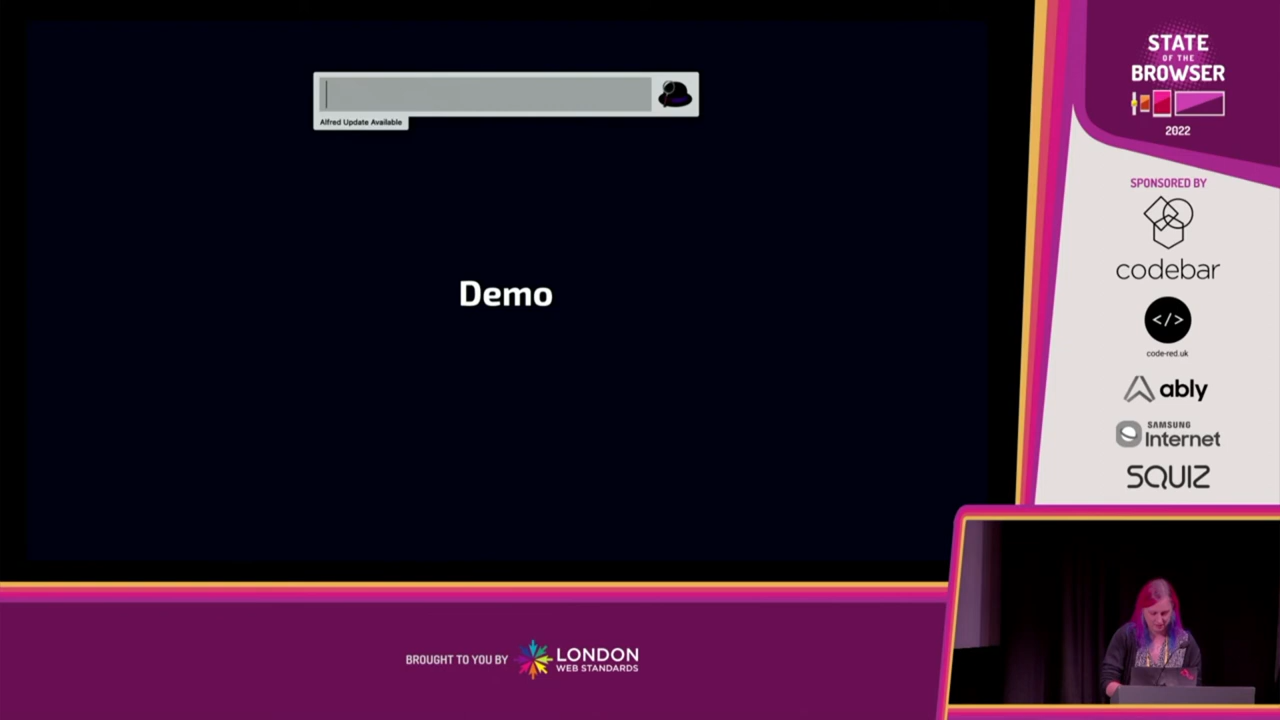 Alfred Update Available
Demo
STATE
OF THE
BROWSER
2022
SPONSORED BY
codebar
</>
code-red.uk
ably
SAMSUNG
Internet
SQUIZ
BROUGHT TO YOU BY
LONDON
WEB STANDARDS